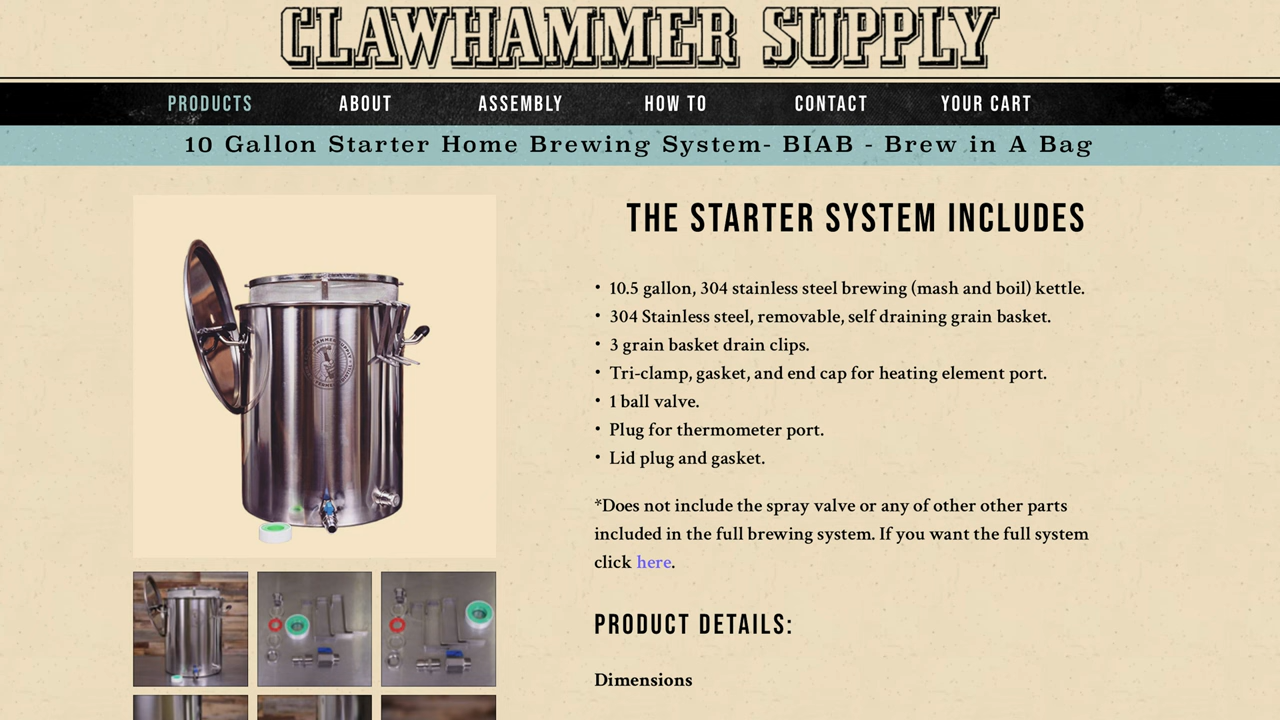 CLAWHAMMER SUPPLY
PRODUCTS ABOUT ASSEMBLY HOW TO CONTACT YOUR CART
10 Gallon Starter Home Brewing System- BIAB - Brew in A Bag
THE STARTER SYSTEM INCLUDES
• 10.5 gallon, 304 stainless steel brewing (mash and boil) kettle.
• 304 Stainless steel, removable, self draining grain basket.
• 3 grain basket drain clips.
• Tri-clamp, gasket, and end cap for heating element port.
• 1 ball valve.
• Plug for thermometer port.
• Lid plug and gasket.
*Does not include the spray valve or any of other other parts
included in the full brewing system. If you want the full system
click here.
PRODUCT DETAILS:
Dimensions